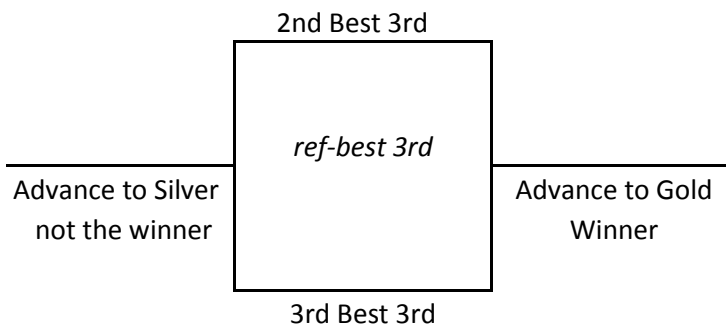 2nd Best 3rd
ref-best 3rd
Advance to Silver
not the winner
Advance to Gold
Winner
3rd Best 3rd